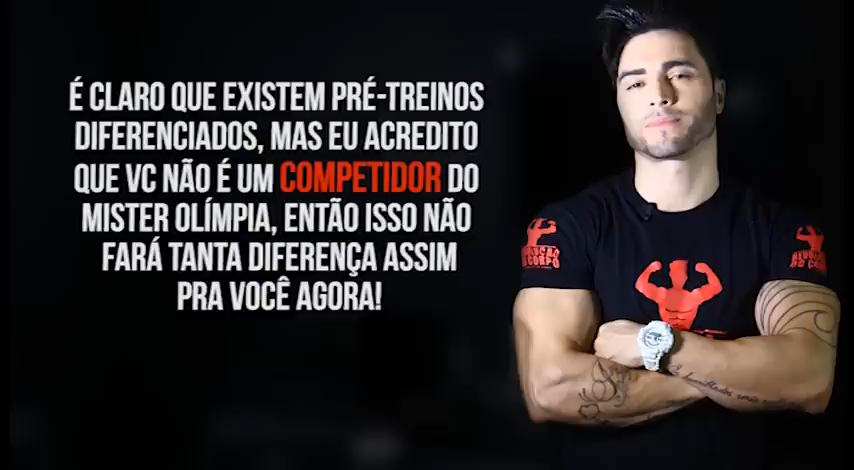 É CLARO QUE EXISTEM PRÉ-TREINOS
DIFERENCIADOS, MAS EU ACREDITO
QUE VC NÃO É UM COMPETIDOR DO
MISTER OLÍMPIA, ENTÃO ISSO NÃO
FARÁ TANTA DIFERENÇA ASSIM
PRA VOCÊ AGORA!